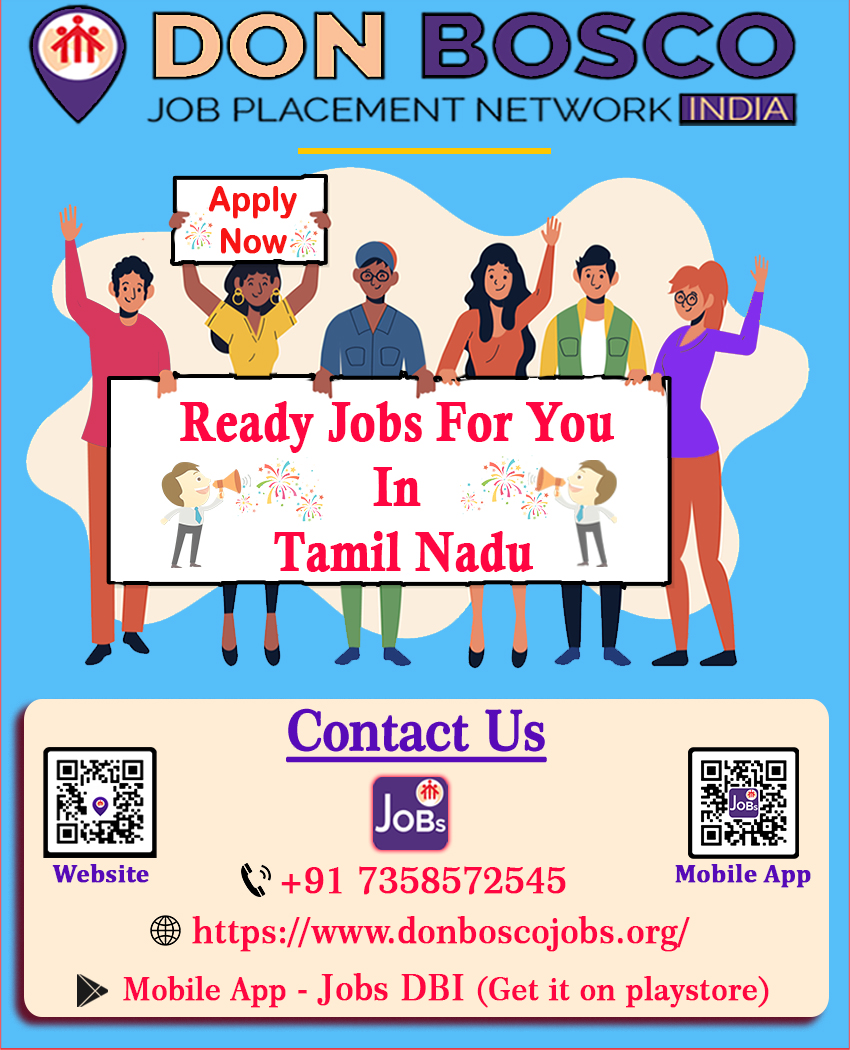 DON BOSCO
JOB PLACEMENT NETWORK INDIA
Apply
Now
Ready Jobs For You
In
Tamil Nadu
Contact Us
JOBs
JOBs
Website
Mobile App
+91 7358572545
https://www.donboscojobs.org/
Mobile App - Jobs DBI (Get it on playstore)